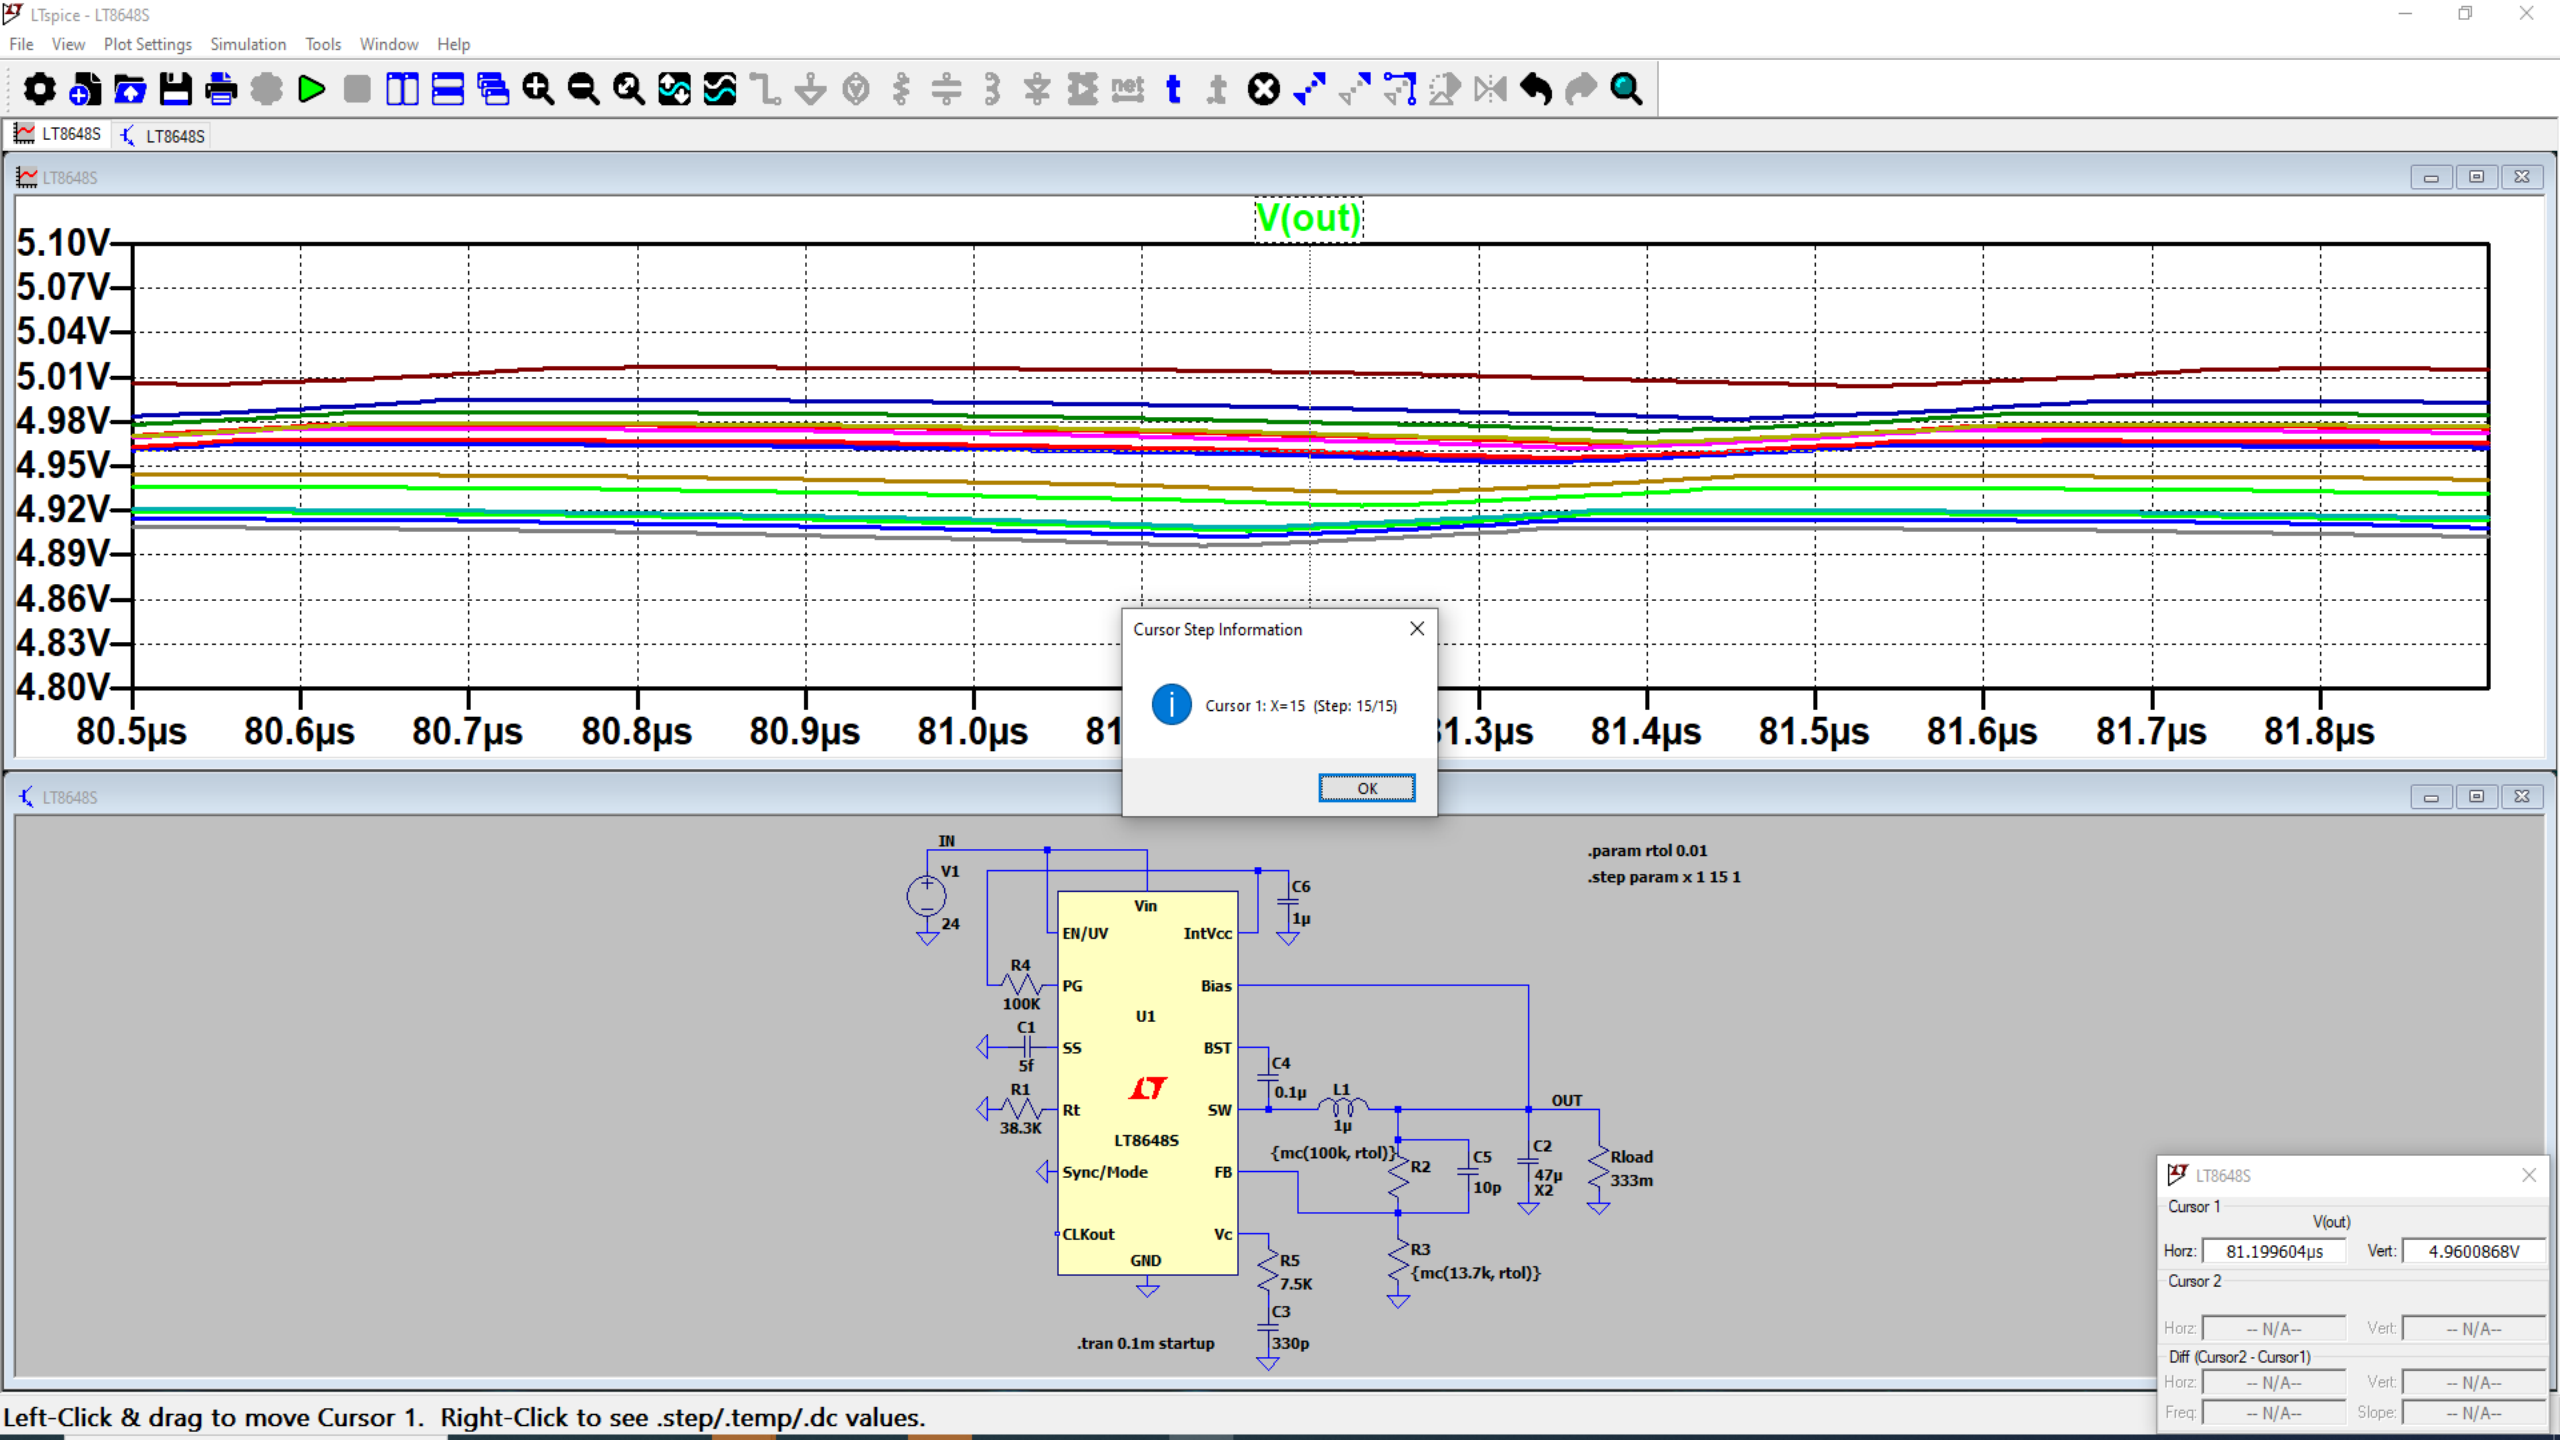 LTspice - LT8648S
File View Plot Settings Simulation Tools Window Help
net t .t
LT8648S LT8648S
LT8648S
V(out)
5.10V
5.07V
5.04V
5.01V
4.98V
4.95V
4.92V
4.89V
4.86V
4.83V
4.80V
80.5µs 80.6µs 80.7µs 80.8µs 80.9µs 81.0µs 81 31.3µs 81.4µs 81.5µs 81.6µs 81.7µs 81.8µs
Cursor Step Information
Cursor 1: X=15 (Step: 15/15)
OK
LT8648S
IN
V1
24
.param rtol 0.01
.step param x 1 15 1
C6
1µ
Vin
EN/UV IntVcc
R4
100K
PG Bias
U1
C1
5f
SS BST
C4
0.1µ
R1
38.3K
Rt SW
L1
1µ
OUT
LT8648S
{mc(100k, rtol)}
R2
C5
10p
C2
47µ
X2
Rload
333m
Sync/Mode FB
CLKout Vc
GND
R3
{mc(13.7k, rtol)}
R5
7.5K
C3
330p
.tran 0.1m startup
LT8648S
Cursor 1
V(out)
Horz: 81.199604µs Vert: 4.9600868V
Cursor 2
Horz: -- N/A-- Vert: -- N/A--
Diff (Cursor2 - Cursor1)
Horz: -- N/A-- Vert: -- N/A--
Freq: -- N/A-- Slope: -- N/A--
Left-Click & drag to move Cursor 1. Right-Click to see .step/.temp/.dc values.